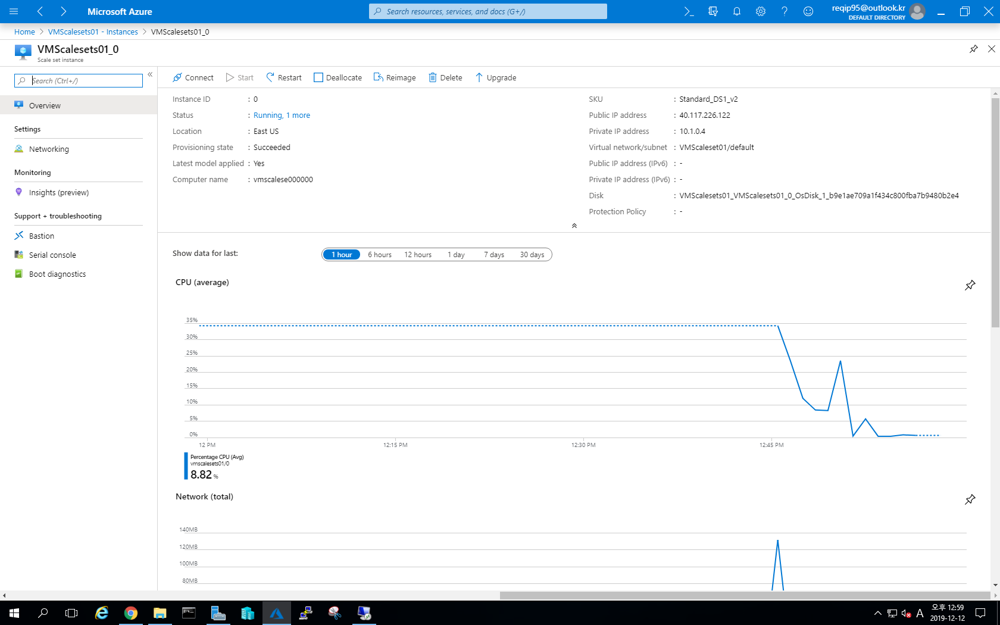 Microsoft Azure
Search resources, services, and docs (G+/)
reqip95@outlook.kr
DEFAULT DIRECTORY
Home > VMScalesets01 - Instances > VMScalesets01_0
VMScalesets01_0
Scale set instance
Search (Ctrl+/)
«
Overview
Settings
Networking
Monitoring
Insights (preview)
Support + troubleshooting
Bastion
Serial console
Boot diagnostics
Connect Start Restart Deallocate Reimage Delete Upgrade
Instance ID : 0
Status : Running, 1 more
Location : East US
Provisioning state : Succeeded
Latest model applied : Yes
Computer name : vmscalese000000
SKU : Standard_DS1_v2
Public IP address : 40.117.226.122
Private IP address : 10.1.0.4
Virtual network/subnet : VMScaleset01/default
Public IP address (IPv6) : -
Private IP address (IPv6) : -
Disk : VMScalesets01_VMScalesets01_0_OsDisk_1_b9e1ae709a1f434c800fba7b9480b2e4
Protection Policy : -
Show data for last: 1 hour 6 hours 12 hours 1 day 7 days 30 days
CPU (average)
35%
30%
25%
20%
15%
10%
5%
0%
12 PM 12:15 PM 12:30 PM 12:45 PM
Percentage CPU (Avg)
vmscalesets01/0
8.82 %
Network (total)
140MB
120MB
100MB
80MB
A
오후 12:59
2019-12-12